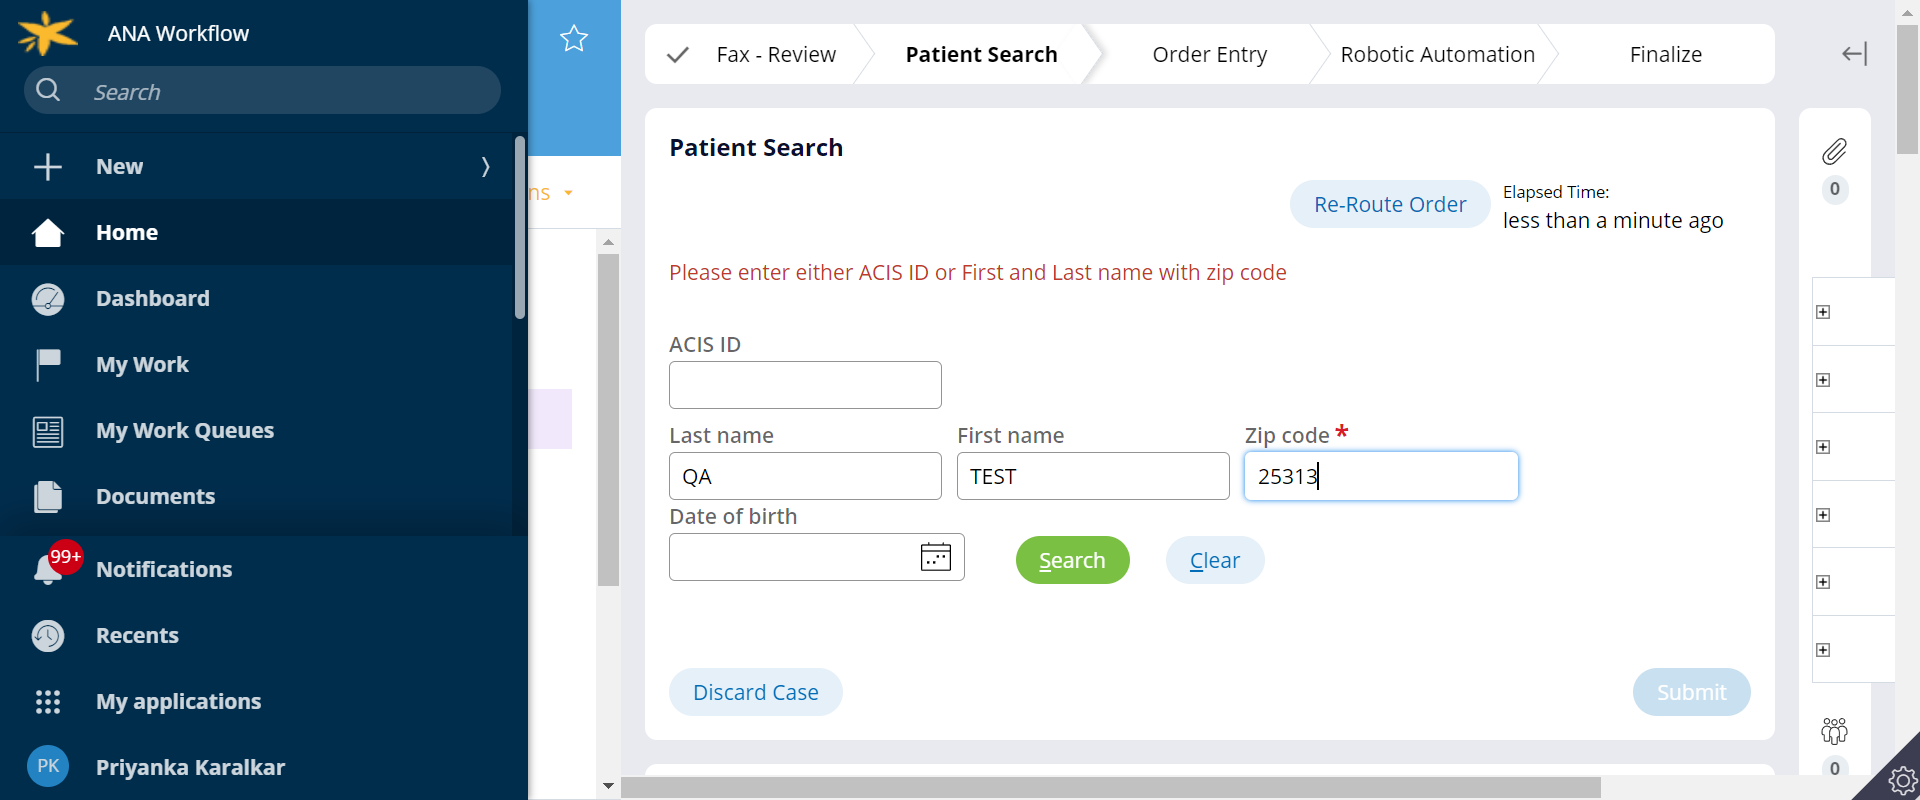 ANA Workflow
Search
New
Home
Dashboard
My Work
My Work Queues
Documents
99+
Notifications
Recents
My applications
PK
Priyanka Karalkar
ns
Fax - Review
Patient Search
Order Entry
Robotic Automation
Finalize
Patient Search
Re-Route Order
Elapsed Time:
less than a minute ago
Please enter either ACIS ID or First and Last name with zip code
ACIS ID
Last name
First name
Zip code *
QA
TEST
25313
Date of birth
Search
Clear
Discard Case
Submit
0
0